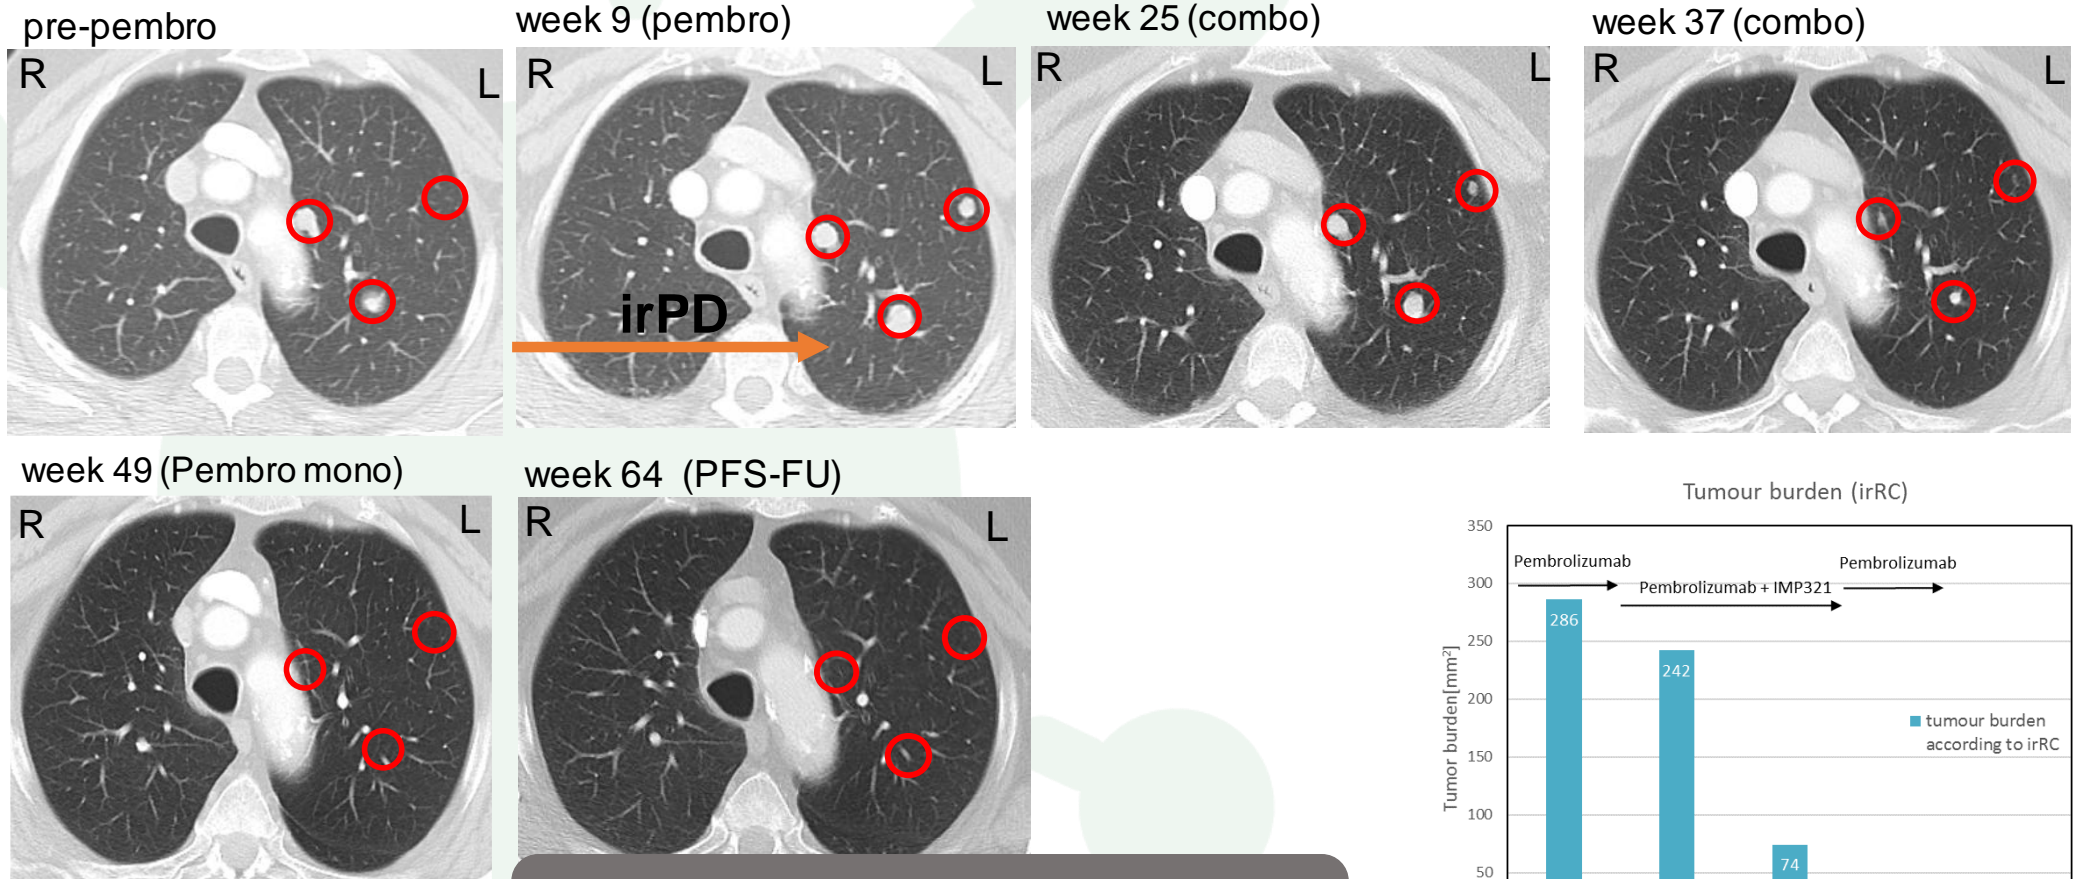 pre-pembro
R
L
week 9 (pembro)
R
L
irPD
week 25 (combo)
R
L
week 37 (combo)
R
L
week 49 (Pembro mono)
R
L
week 64 (PFS-FU)
R
L
Tumour burden (irRC)
Tumor burden[mm²]
350
300
250
200
150
100
50
Pembrolizumab
Pembrolizumab + IMP321
Pembrolizumab
286
242
74
tumour burden
according to irRC